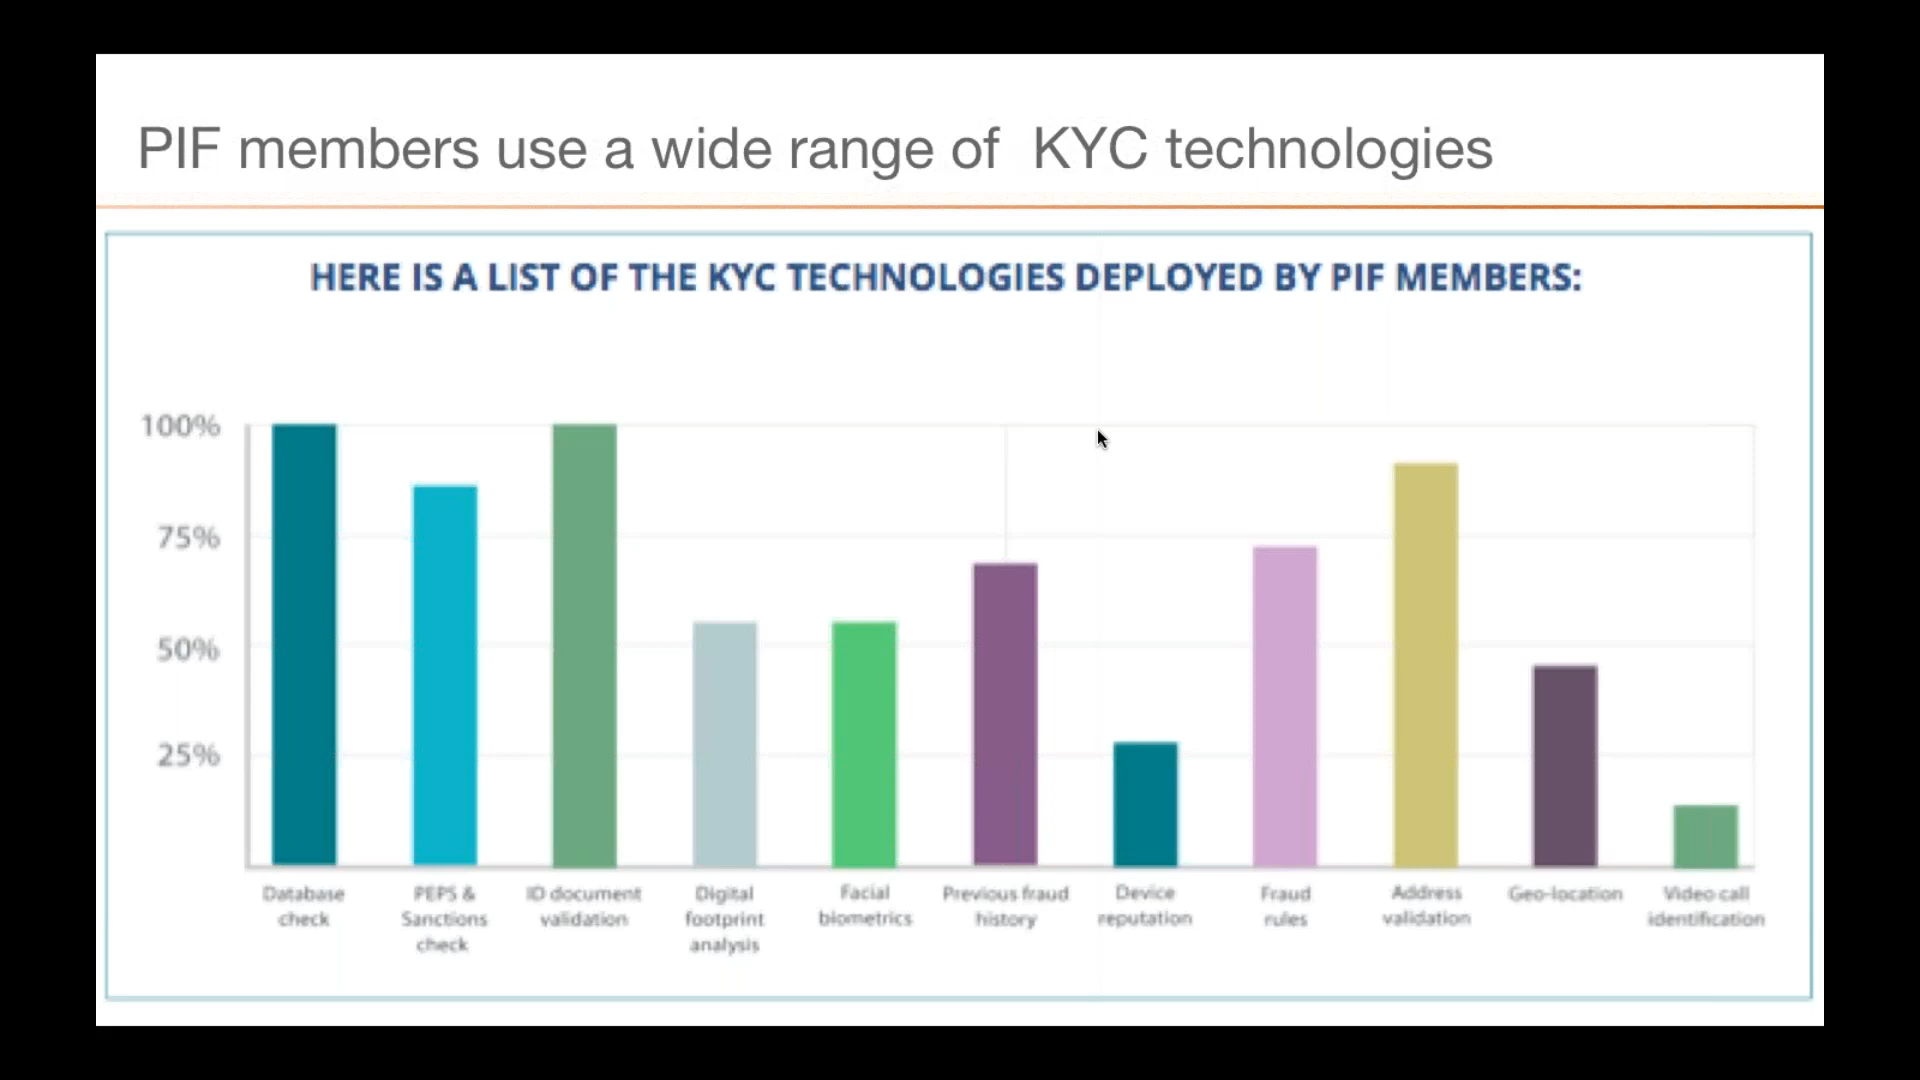 PIF members use a wide range of  KYC technologies
HERE IS A LIST OF THE KYC TECHNOLOGIES DEPLOYED BY PIF MEMBERS:
100%
75%
50%
25%
Database
check
PEPS &
Sanctions
check
ID document
validation
Digital
footprint
analysis
Facial
biometrics
Previous fraud
history
Device
reputation
Fraud
rules
Address
validation
Geo-location
Video call
identification